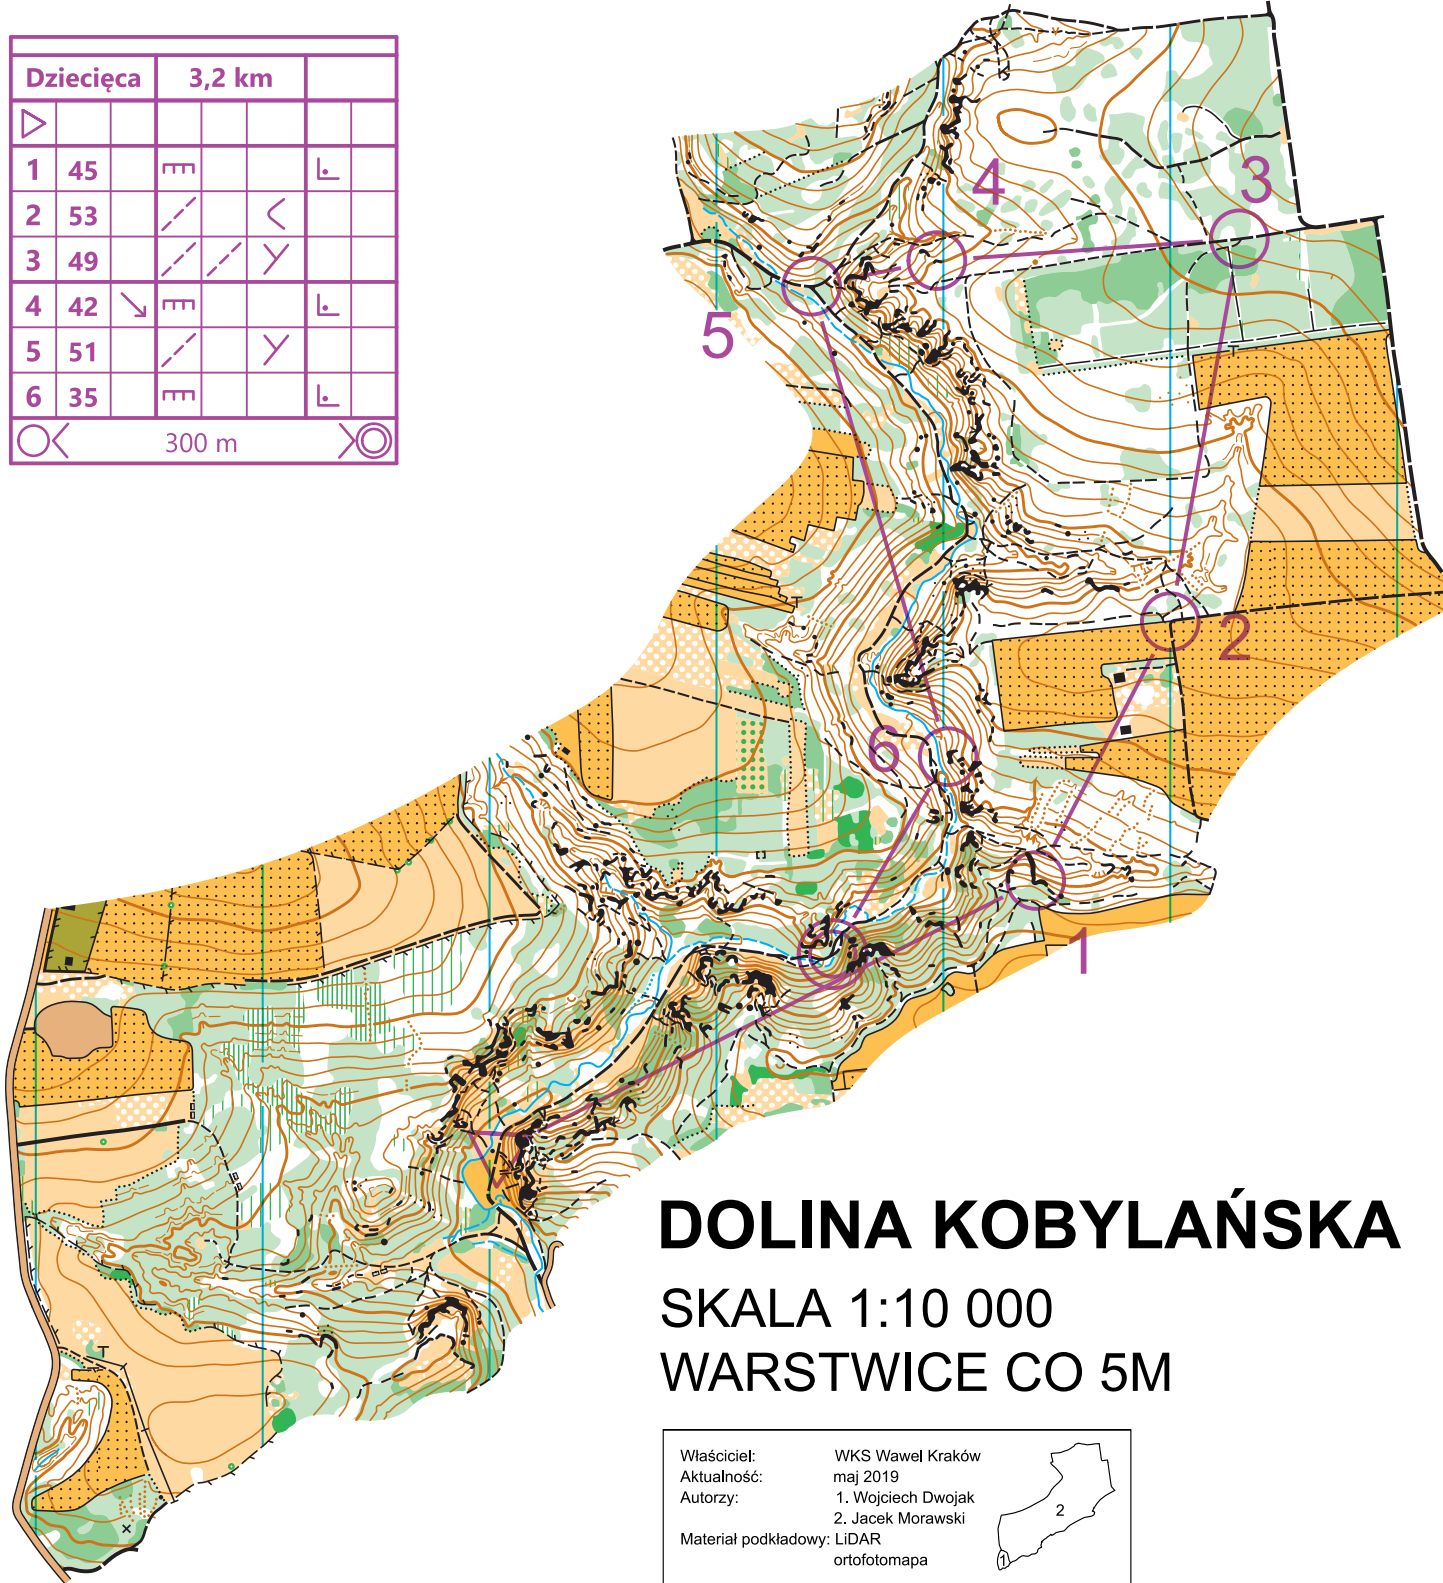 Dziecięca 3,2 km
1 45
2 53
3 49
4 42
5 51
6 35
300 m
3
4
5
2
6
1
DOLINA KOBYLAŃSKA
SKALA 1:10 000
WARSTWICE CO 5M
Właściciel: WKS Wawel Kraków
Aktualność: maj 2019
Autorzy: 1. Wojciech Dwojak
2. Jacek Morawski
Materiał podkładowy: LiDAR
ortofotomapa
2
1